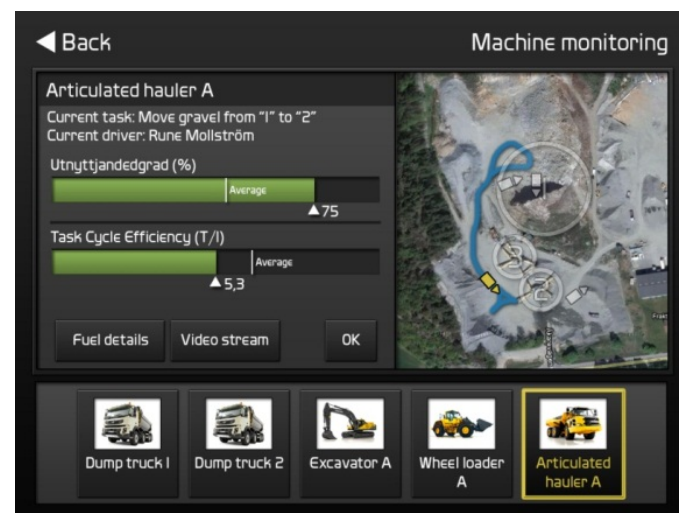 Back
Machine monitoring
Articulated hauler A
Current task: Move gravel from "1" to "2"
Current driver: Rune Mollström
Utnyttjandedgrad (%)
Average
75
Task Cycle Efficiency (T/l)
Average
5,3
Fuel details
Video stream
OK
Dump truck 1
Dump truck 2
Excavator A
Wheel loader
A
Articulated
hauler A